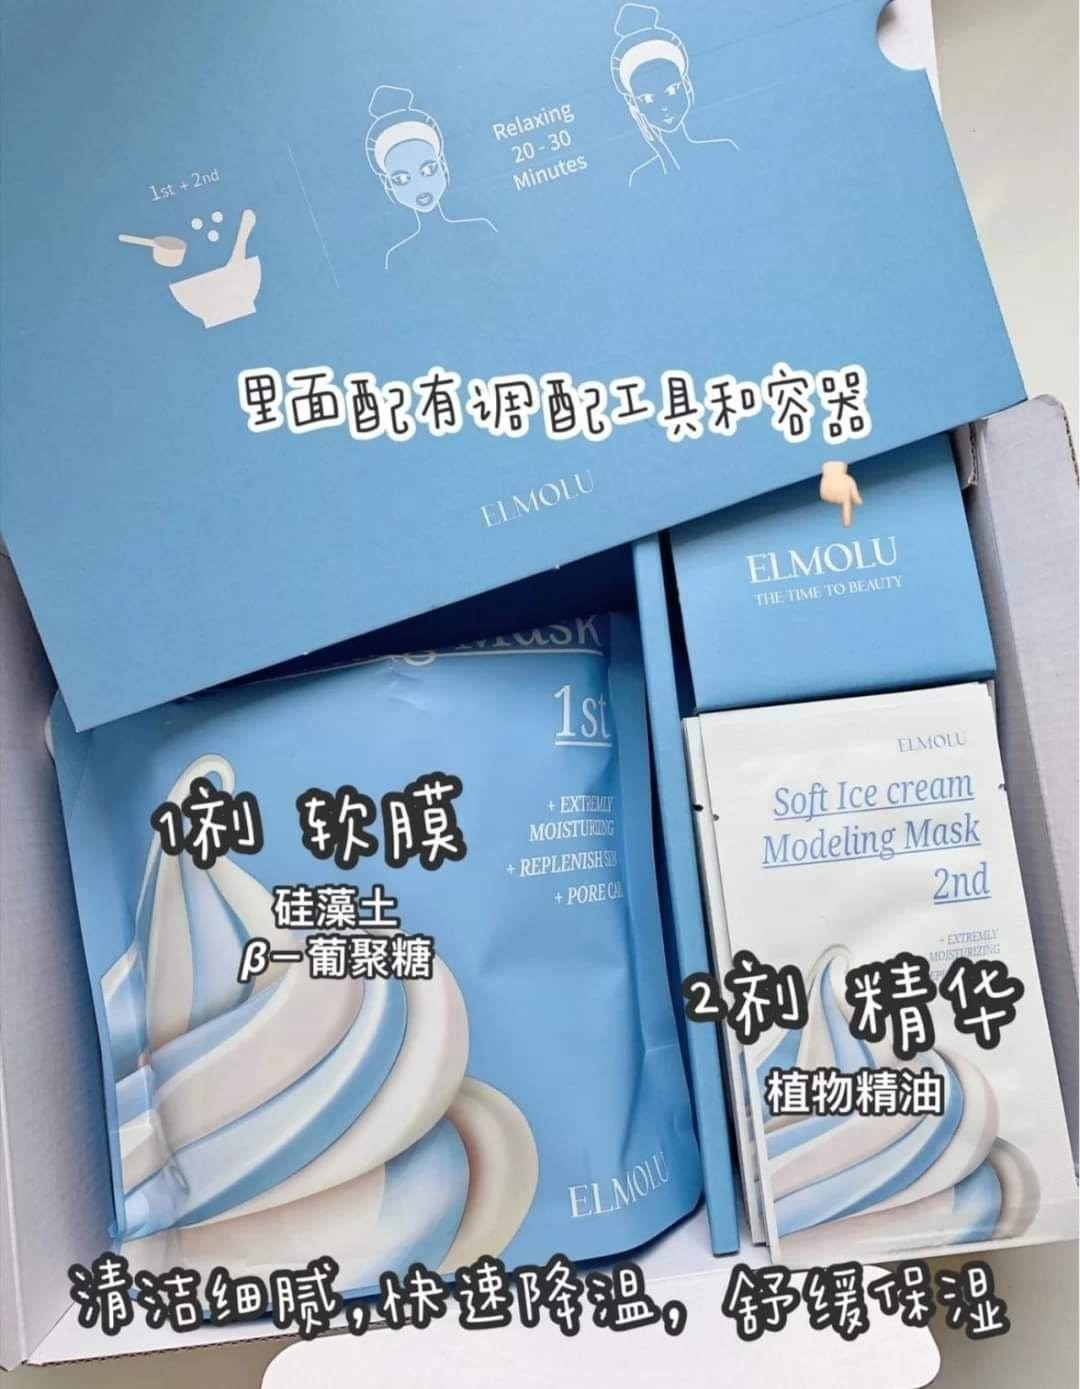 1st + 2nd
Relaxing
20 - 30
Minutes
里面配有调配工具和容器
ELMOLU
ELMOLU
THE TIME TO BEAUTY
Mask
1st
+ EXTREMLY
MOISTURIZING
+ REPLENISH
+ PORE
1剂 软膜
硅藻土
β-葡聚糖
ELMOLU
ELMOLU
Soft Ice cream
Modeling Mask
2nd
+ EXTREMLY
MOISTURIZING
2剂 精华
植物精油
清洁细腻,快速降温,舒缓保湿